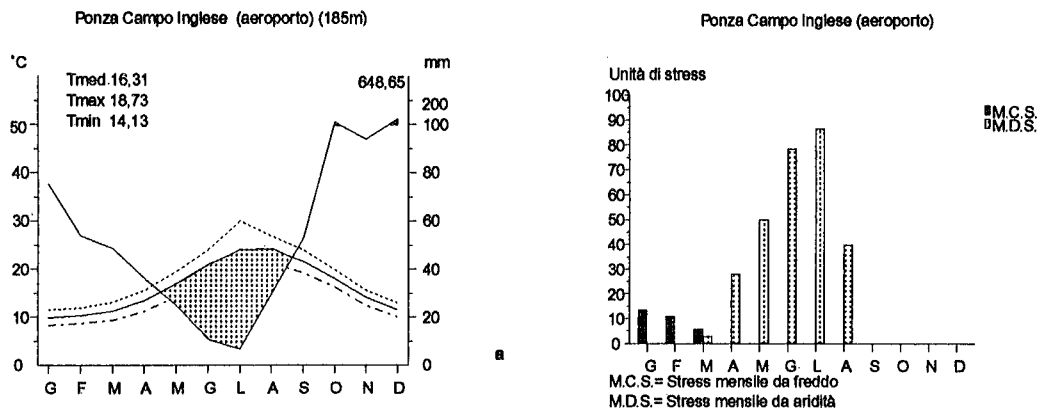 Ponza Campo Inglese (aeroporto) (185m)
°C
mm
Tmed.16,31
Tmax 18,73
Tmin 14,13
648,65
50
40
30
20
10
0
200
100
80
60
40
20
0
G F M A M G L A S O N D
a
Ponza Campo Inglese (aeroporto)
Unità di stress
100
90
80
70
60
50
40
30
20
10
0
M.C.S.
M.D.S.
G F M A M G L A S O N D
M.C.S.= Stress mensile da freddo
M.D.S.= Stress mensile da aridità